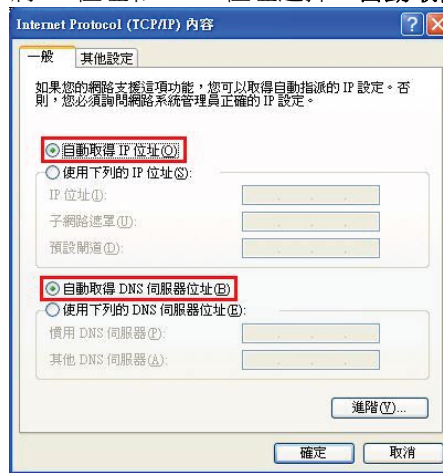 Internet Protocol (TCP/IP) 內容
一般
其他設定
如果您的網路支援這項功能，您可以取得自動指派的 IP 設定。否
則，您必須詢問網路系統管理員正確的 IP 設定。
自動取得 IP 位址(O)
使用下列的 IP 位址(S):
IP 位址(I):
子網路遮罩(U):
預設閘道(D):
自動取得 DNS 伺服器位址(B)
使用下列的 DNS 伺服器位址(E):
慣用 DNS 伺服器(P):
其他 DNS 伺服器(A):
進階(V)...
確定
取消